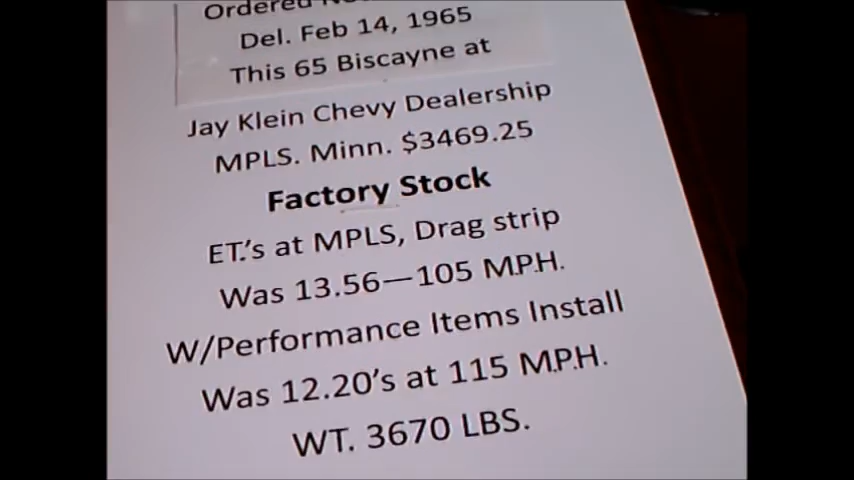 Ordered
Del. Feb 14, 1965
This 65 Biscayne at
Jay Klein Chevy Dealership
MPLS. Minn. $3469.25
Factory Stock
ET.'s at MPLS, Drag strip
Was 13.56—105 M.P.H.
W/Performance Items Install
Was 12.20's at 115 M.P.H.
WT. 3670 LBS.